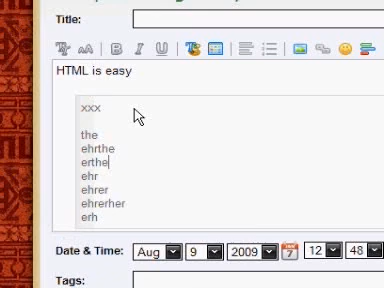 Title:
B I U
HTML is easy
xxx
the
ehrthe
erthe
ehr
ehrer
ehrerher
erh
Date & Time: Aug 9 2009 7 12 48
Tags: